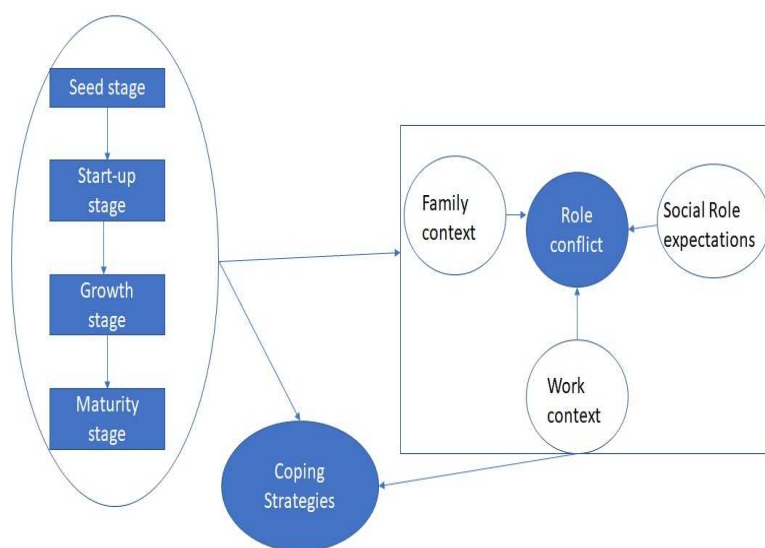 Seed stage
Start-up
stage
Growth
stage
Maturity
stage
Family
context
Role
conflict
Social Role
expectations
Work
context
Coping
Strategies